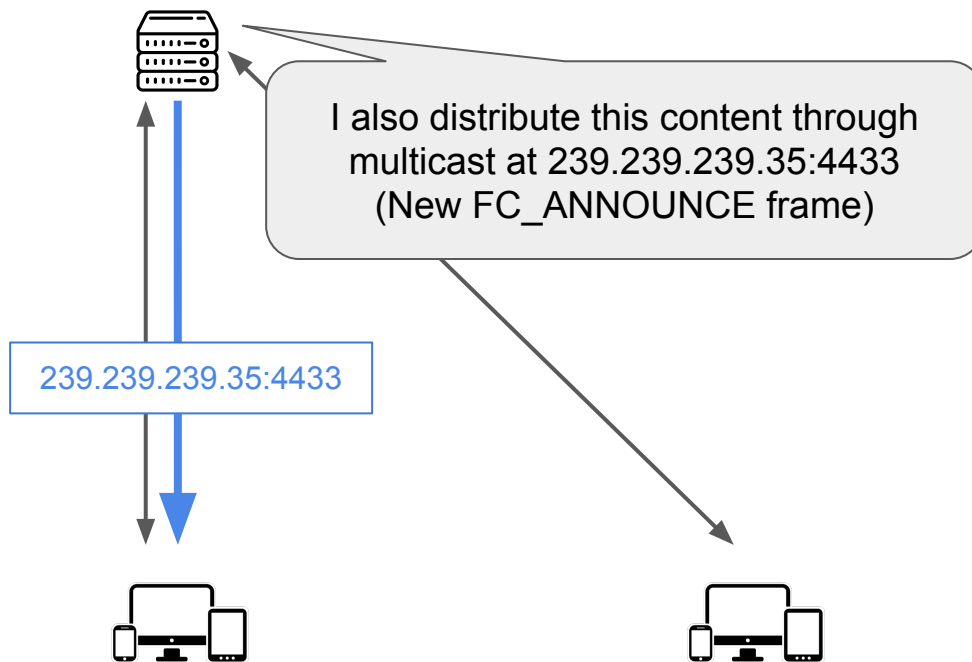 I also distribute this content through
multicast at 239.239.239.35:4433
(New FC_ANNOUNCE frame)
239.239.239.35:4433